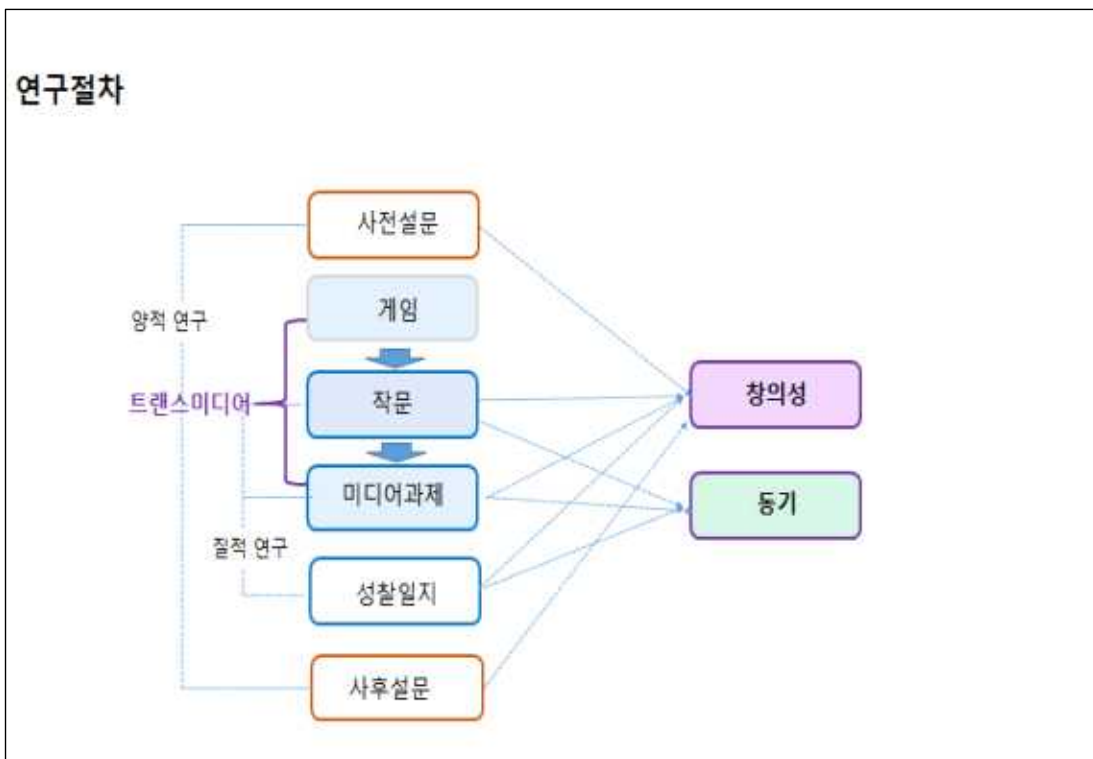 연구절차
사전설문
게임
양적 연구
트랜스미디어
작문
창의성
미디어과제
동기
질적 연구
성찰일지
사후설문